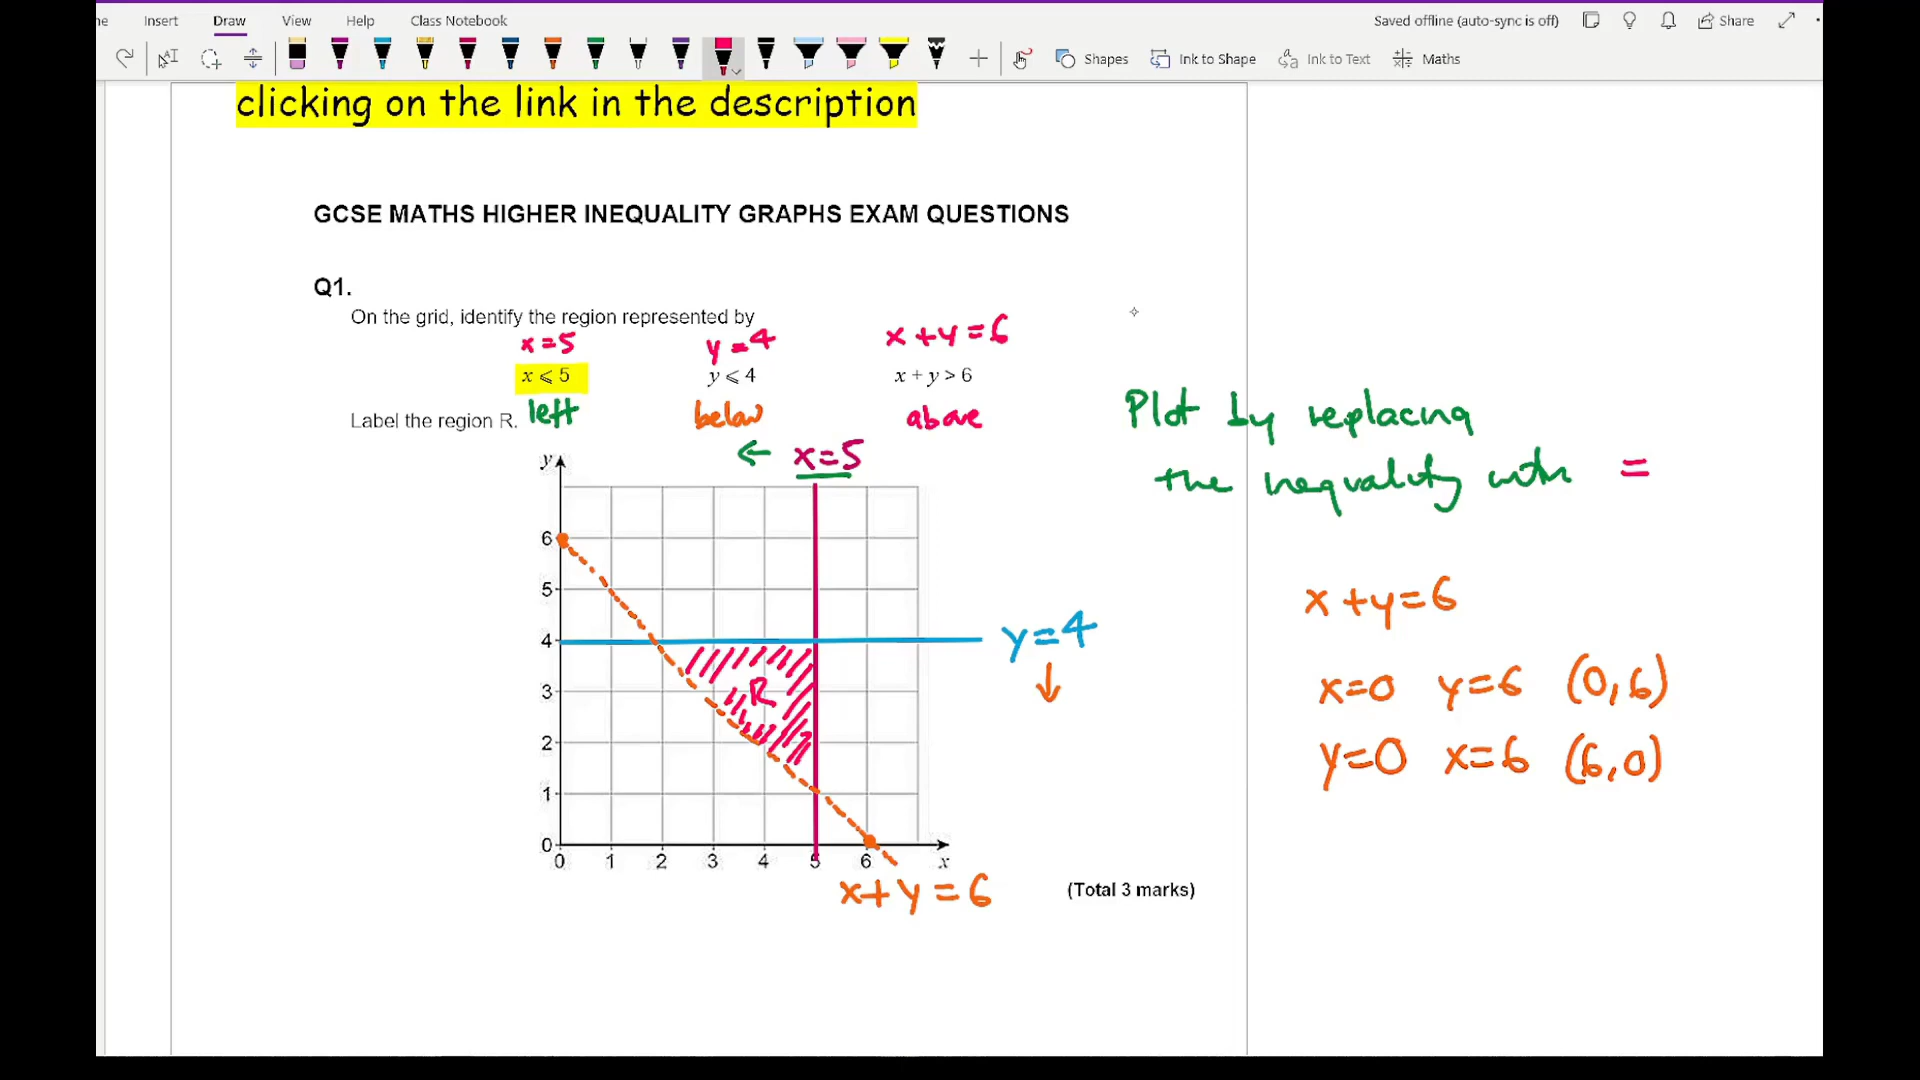 ne Insert Draw View Help Class Notebook Saved offline (auto-sync is off) Share
Shapes Ink to Shape Ink to Text Maths
clicking on the link in the description
GCSE MATHS HIGHER INEQUALITY GRAPHS EXAM QUESTIONS
Q1.
On the grid, identify the region represented by
x=5 y=4 x+y=6
x ⩽ 5 y ⩽ 4 x + y > 6
Label the region R. left below above
Plot by replacing
the inequality with =
← x=5
y
6
5
4
3
2
1
0
0 1 2 3 4 5 6 x
R
y=4
↓
x+y=6
x+y=6
x=0 y=6 (0,6)
y=0 x=6 (6,0)
(Total 3 marks)